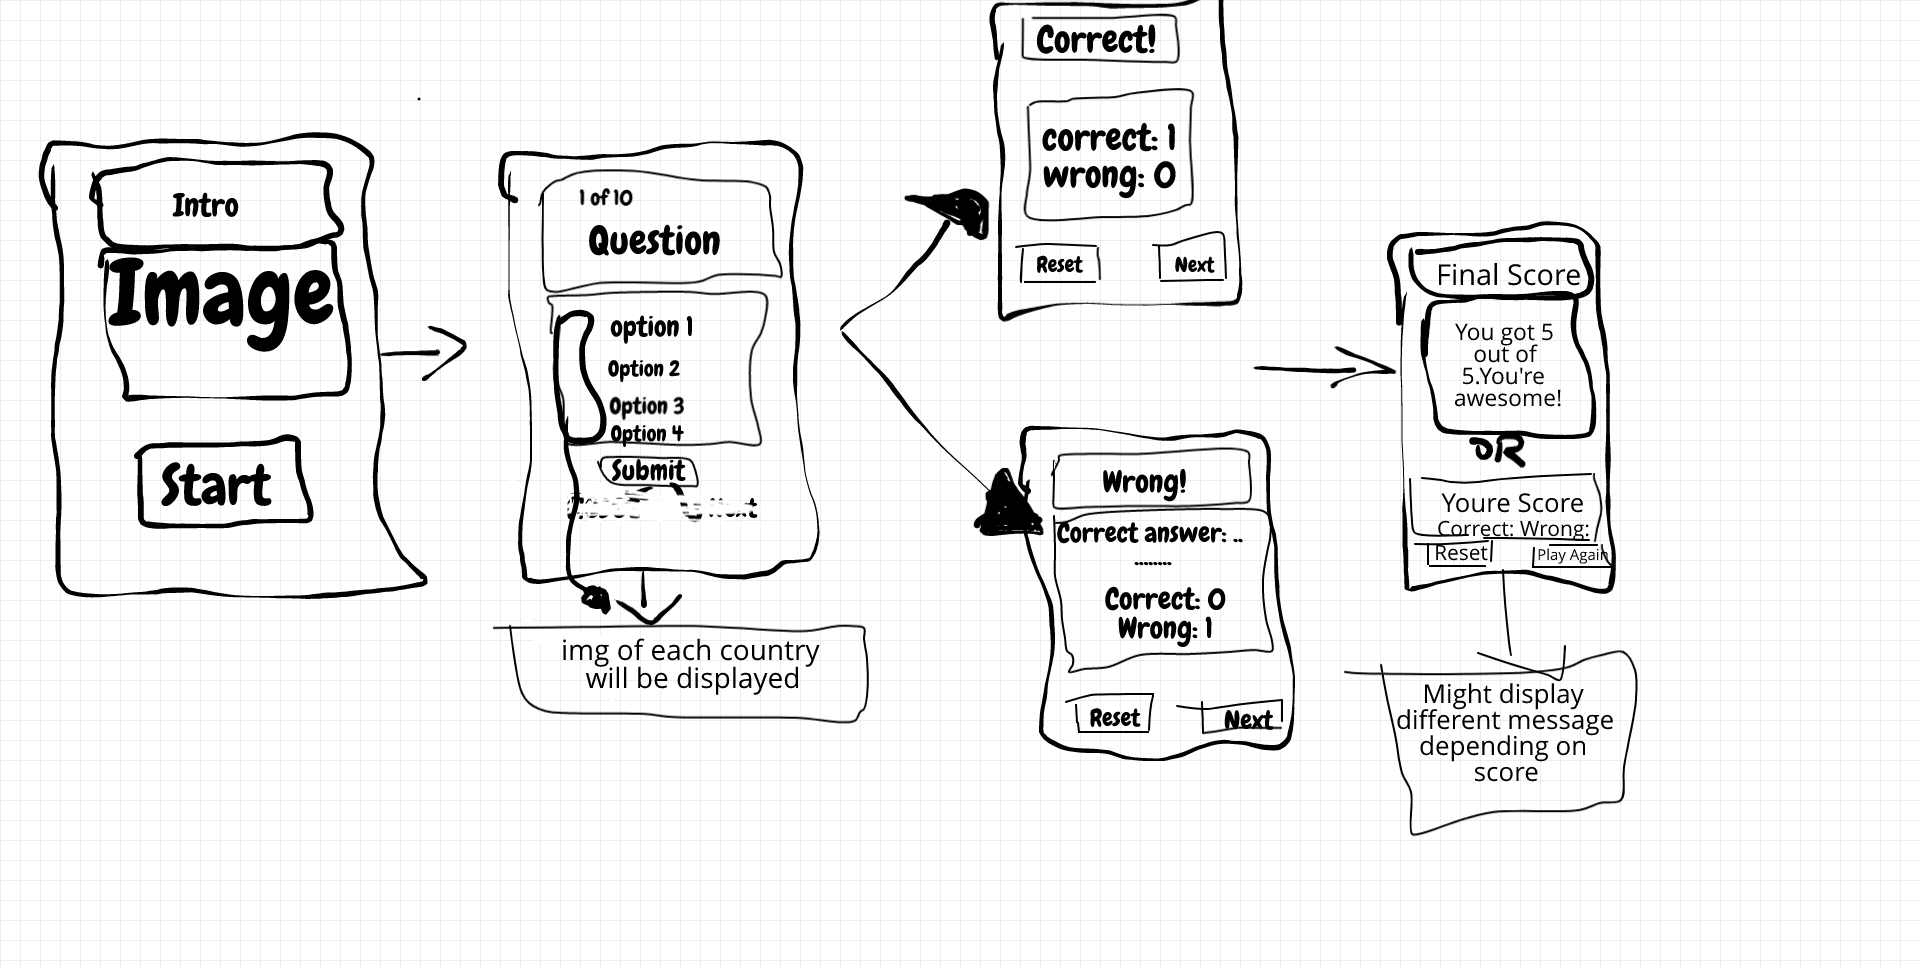 Intro
Image
Start
1 of 10
Question
option 1
Option 2
Option 3
Option 4
Submit
Next
img of each country
will be displayed
Correct!
correct: 1
wrong: 0
Reset
Next
Wrong!
Correct answer: ..
........
Correct: 0
Wrong: 1
Reset
Next
Final Score
You got 5
out of
5.You're
awesome!
OR
Youre Score
Correct: Wrong:
Reset
Play Again
Might display
different message
depending on
score